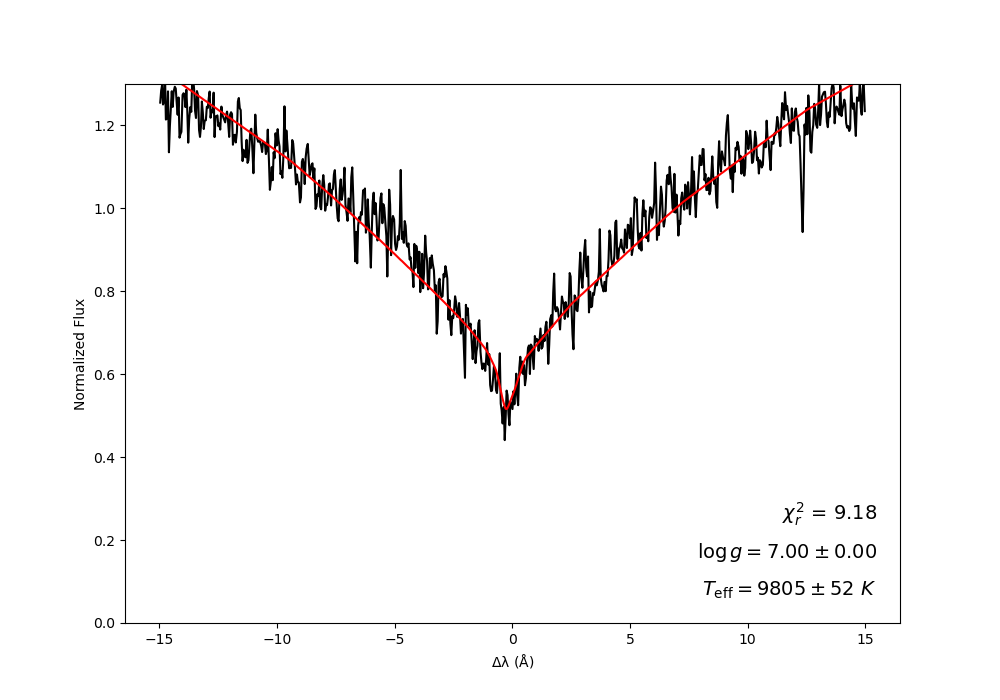 1.2
1.0
0.8
0.6
0.4
0.2
0.0
Normalized Flux
χ²ᵣ = 9.18
log g = 7.00 ± 0.00
T_eff = 9805 ± 52 K
−15 −10 −5 0 5 10 15
Δλ (Å)